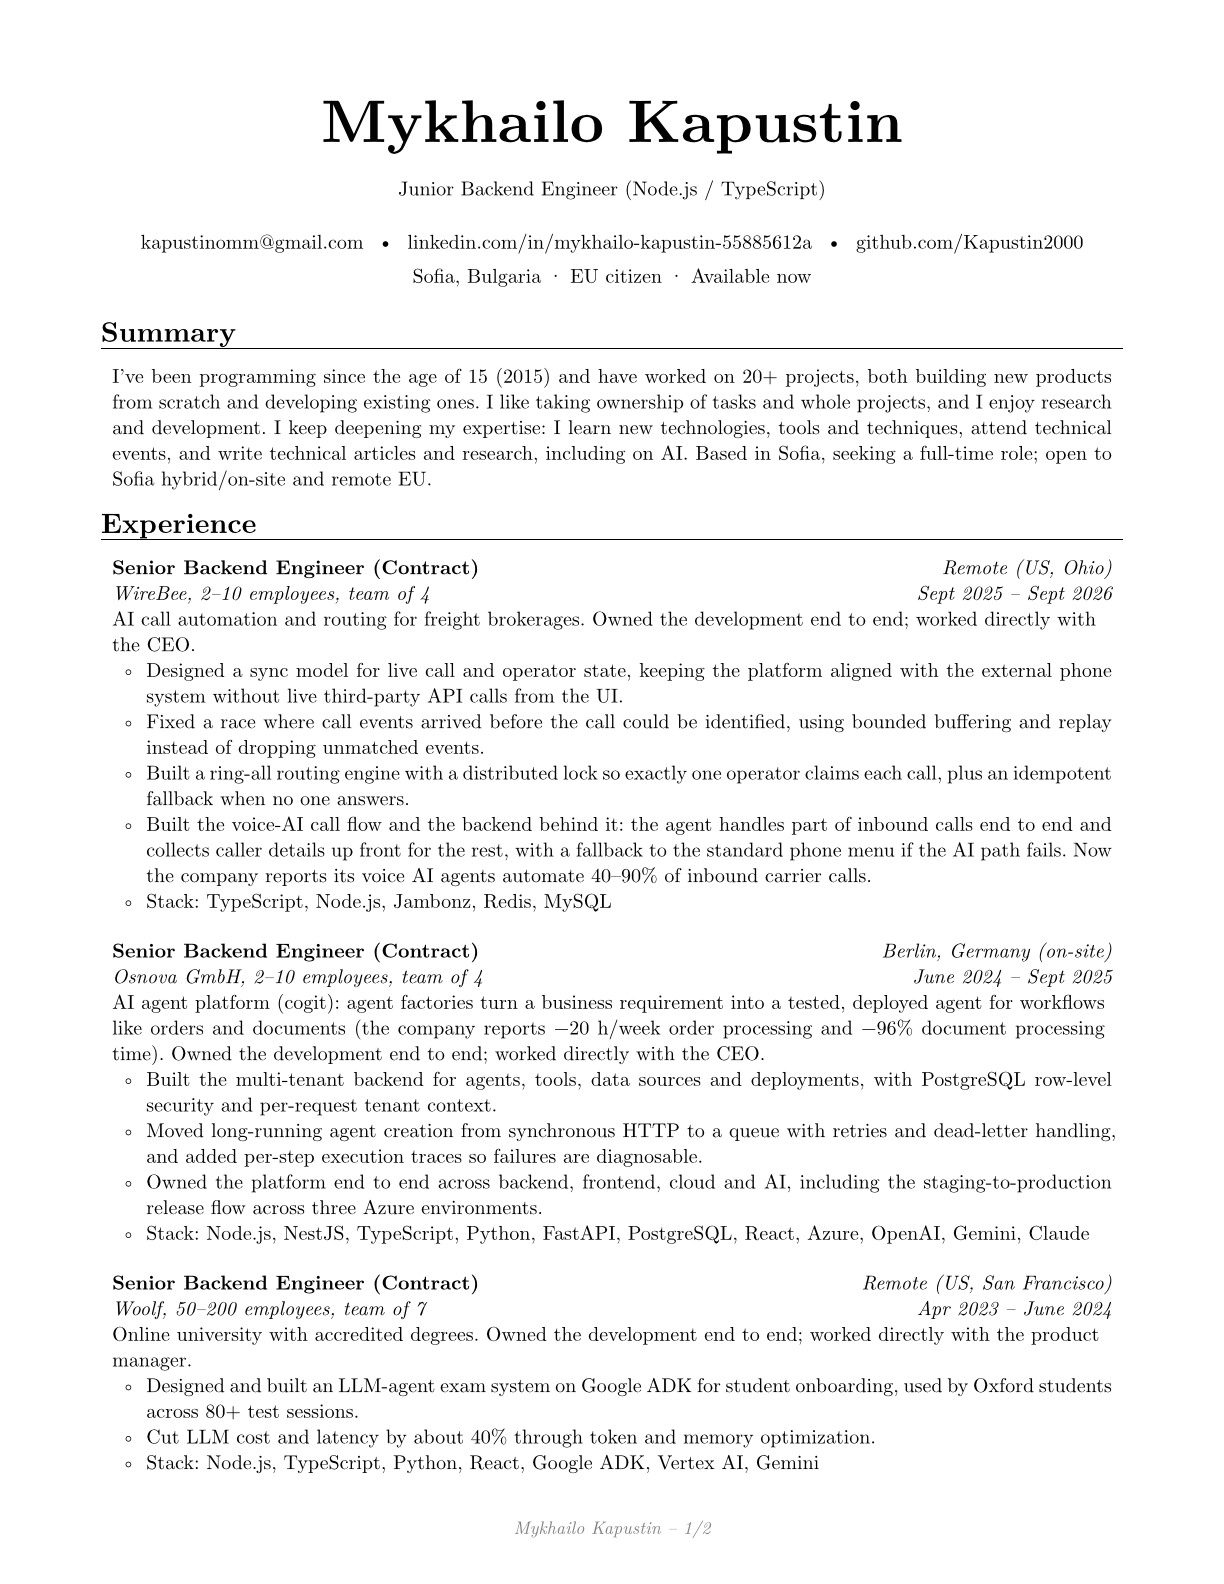 Mykhailo Kapustin
Junior Backend Engineer (Node.js / TypeScript)
kapustinomm@gmail.com • linkedin.com/in/mykhailo-kapustin-55885612a • github.com/Kapustin2000
Sofia, Bulgaria · EU citizen · Available now
Summary
I've been programming since the age of 15 (2015) and have worked on 20+ projects, both building new products
from scratch and developing existing ones. I like taking ownership of tasks and whole projects, and I enjoy research
and development. I keep deepening my expertise: I learn new technologies, tools and techniques, attend technical
events, and write technical articles and research, including on AI. Based in Sofia, seeking a full-time role; open to
Sofia hybrid/on-site and remote EU.
Experience
Senior Backend Engineer (Contract) Remote (US, Ohio)
WireBee, 2–10 employees, team of 4 Sept 2025 – Sept 2026
AI call automation and routing for freight brokerages. Owned the development end to end; worked directly with
the CEO.
◦ Designed a sync model for live call and operator state, keeping the platform aligned with the external phone
system without live third-party API calls from the UI.
◦ Fixed a race where call events arrived before the call could be identified, using bounded buffering and replay
instead of dropping unmatched events.
◦ Built a ring-all routing engine with a distributed lock so exactly one operator claims each call, plus an idempotent
fallback when no one answers.
◦ Built the voice-AI call flow and the backend behind it: the agent handles part of inbound calls end to end and
collects caller details up front for the rest, with a fallback to the standard phone menu if the AI path fails. Now
the company reports its voice AI agents automate 40–90% of inbound carrier calls.
◦ Stack: TypeScript, Node.js, Jambonz, Redis, MySQL
Senior Backend Engineer (Contract) Berlin, Germany (on-site)
Osnova GmbH, 2–10 employees, team of 4 June 2024 – Sept 2025
AI agent platform (cogit): agent factories turn a business requirement into a tested, deployed agent for workflows
like orders and documents (the company reports −20 h/week order processing and −96% document processing
time). Owned the development end to end; worked directly with the CEO.
◦ Built the multi-tenant backend for agents, tools, data sources and deployments, with PostgreSQL row-level
security and per-request tenant context.
◦ Moved long-running agent creation from synchronous HTTP to a queue with retries and dead-letter handling,
and added per-step execution traces so failures are diagnosable.
◦ Owned the platform end to end across backend, frontend, cloud and AI, including the staging-to-production
release flow across three Azure environments.
◦ Stack: Node.js, NestJS, TypeScript, Python, FastAPI, PostgreSQL, React, Azure, OpenAI, Gemini, Claude
Senior Backend Engineer (Contract) Remote (US, San Francisco)
Woolf, 50–200 employees, team of 7 Apr 2023 – June 2024
Online university with accredited degrees. Owned the development end to end; worked directly with the product
manager.
◦ Designed and built an LLM-agent exam system on Google ADK for student onboarding, used by Oxford students
across 80+ test sessions.
◦ Cut LLM cost and latency by about 40% through token and memory optimization.
◦ Stack: Node.js, TypeScript, Python, React, Google ADK, Vertex AI, Gemini
Mykhailo Kapustin – 1/2